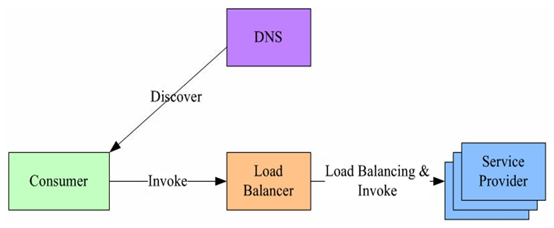 DNS
Discover
Consumer
Invoke
Load
Balancer
Load Balancing &
Invoke
Service
Provider